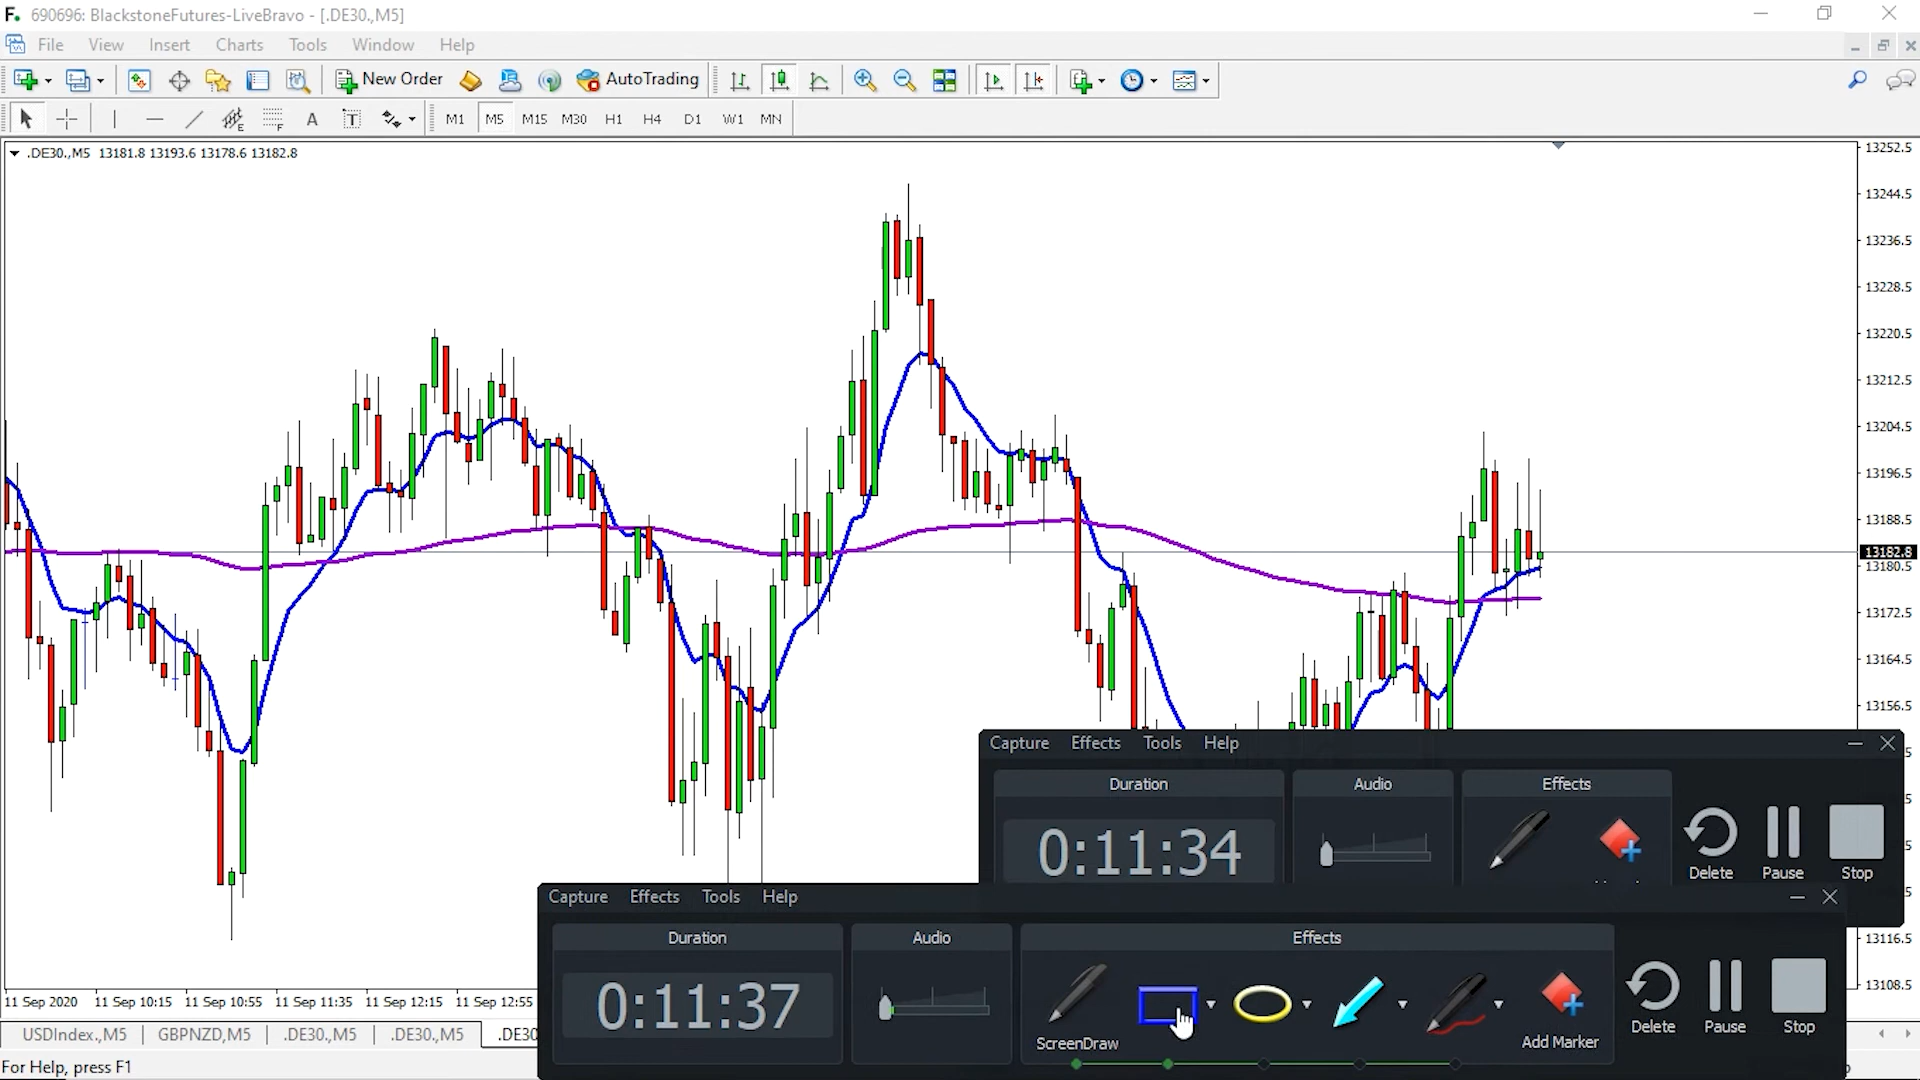 F. 690696: BlackstoneFutures-LiveBravo - [.DE30.,M5]
File View Insert Charts Tools Window Help
New Order AutoTrading
A T M1 M5 M15 M30 H1 H4 D1 W1 MN
.DE30.,M5 13181.8 13193.6 13178.6 13182.8
13252.5
13244.5
13236.5
13228.5
13220.5
13212.5
13204.5
13196.5
13188.5
13182.8
13180.5
13172.5
13164.5
13156.5
Capture Effects Tools Help
Duration Audio Effects
0:11:34
Delete Pause Stop
Capture Effects Tools Help
Duration Audio Effects
0:11:37
ScreenDraw Add Marker Delete Pause Stop
13116.5
13108.5
11 Sep 2020 11 Sep 10:15 11 Sep 10:55 11 Sep 11:35 11 Sep 12:15 11 Sep 12:55
USDIndex.,M5 GBPNZD,M5 .DE30.,M5 .DE30.,M5 .DE30
For Help, press F1